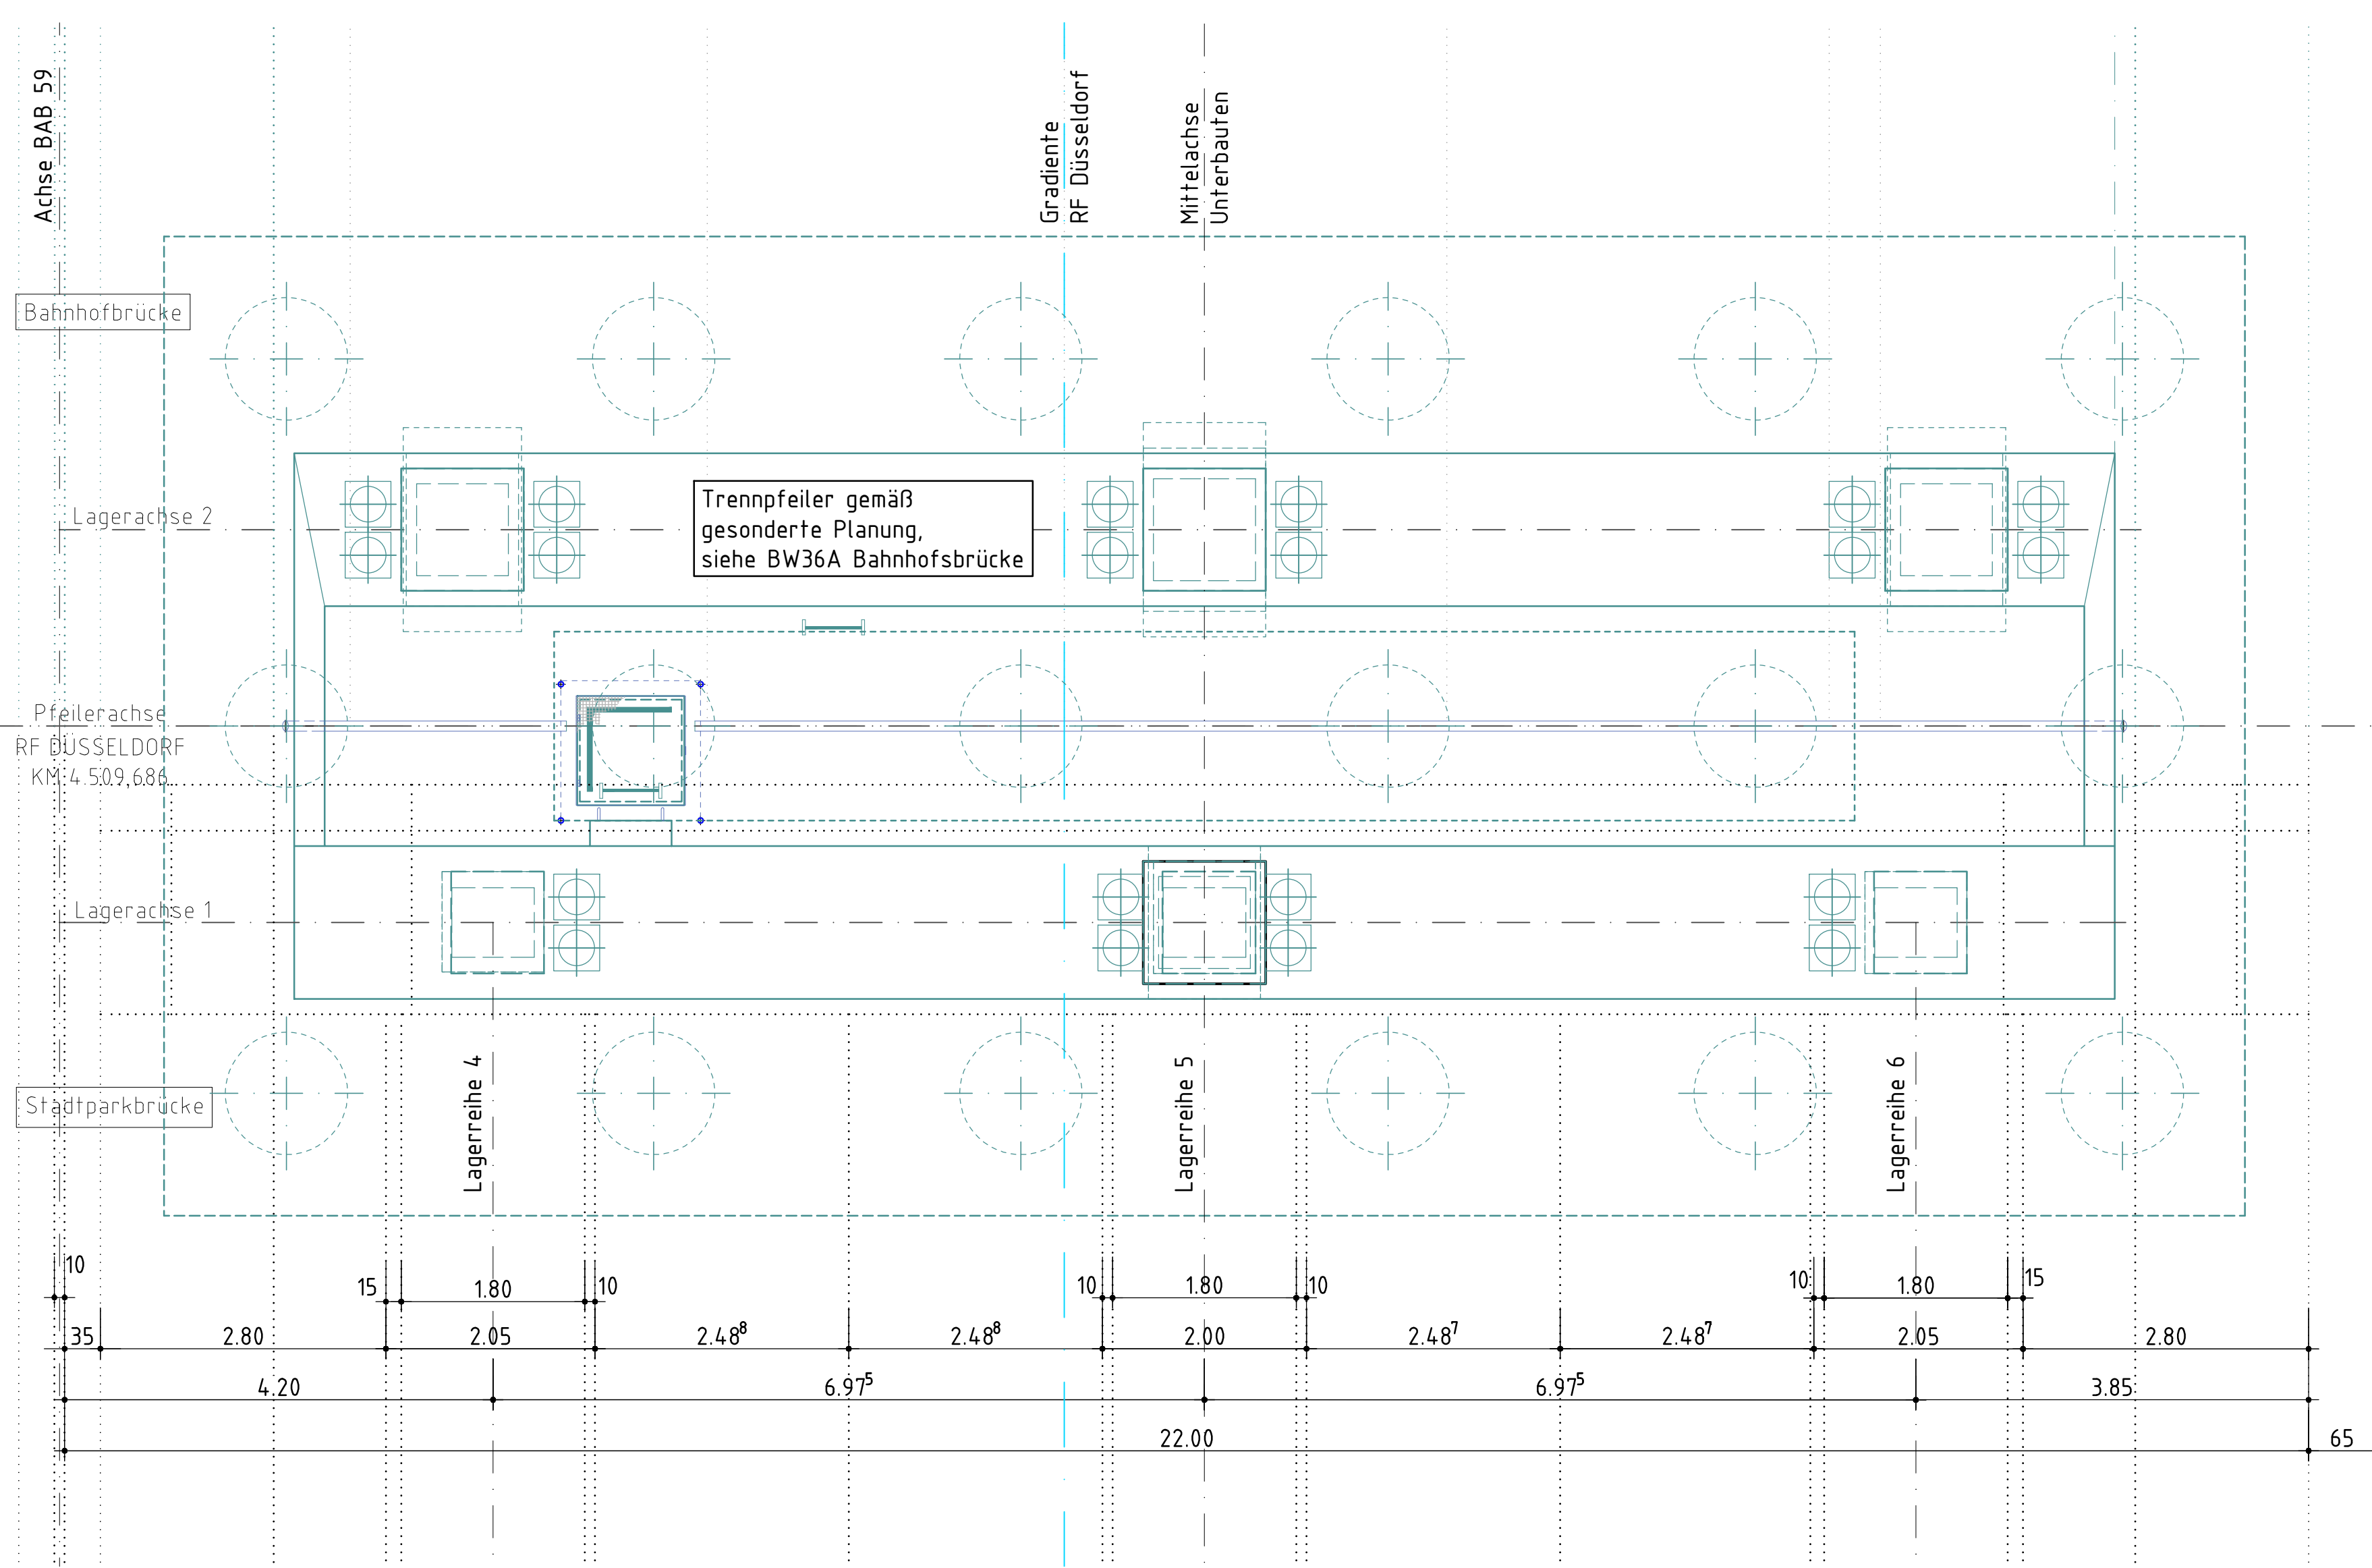 Achse BAB 59
Gradiente
RF Düsseldorf
Mittelachse
Unterbauten
Bahnhofbrücke
Lagerachse 2
Trennpfeiler gemäß
gesonderte Planung,
siehe BW36A Bahnhofsbrücke
Pfeilerachse
RF DÜSSELDORF
KM 4.509,686
Lagerachse 1
Stadtparkbrücke
Lagerreihe 4
Lagerreihe 5
Lagerreihe 6
10
15 1.80 10
10 1.80 10
10 1.80 15
35 2.80 2.05 2.48⁸ 2.48⁸ 2.00 2.48⁷ 2.48⁷ 2.05 2.80
4.20 6.97⁵ 6.97⁵ 3.85
22.00 65